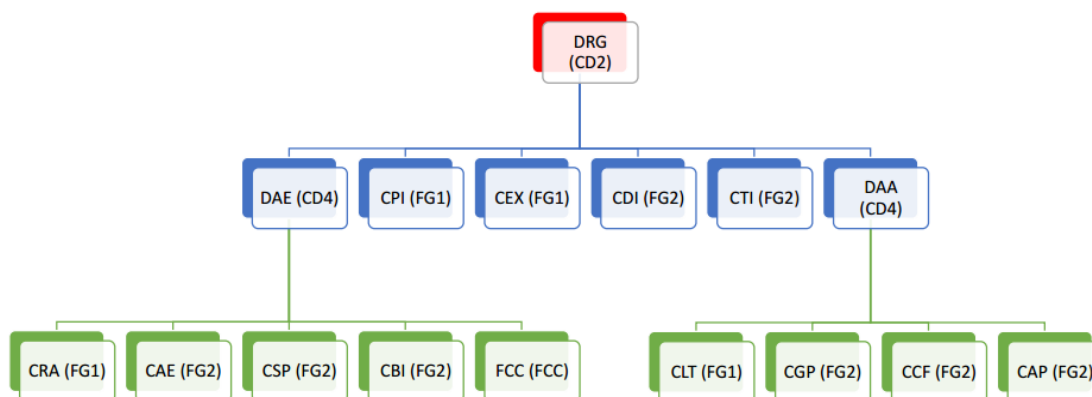 DRG
(CD2)
DAE (CD4)
CPI (FG1)
CEX (FG1)
CDI (FG2)
CTI (FG2)
DAA
(CD4)
CRA (FG1)
CAE (FG2)
CSP (FG2)
CBI (FG2)
FCC (FCC)
CLT (FG1)
CGP (FG2)
CCF (FG2)
CAP (FG2)